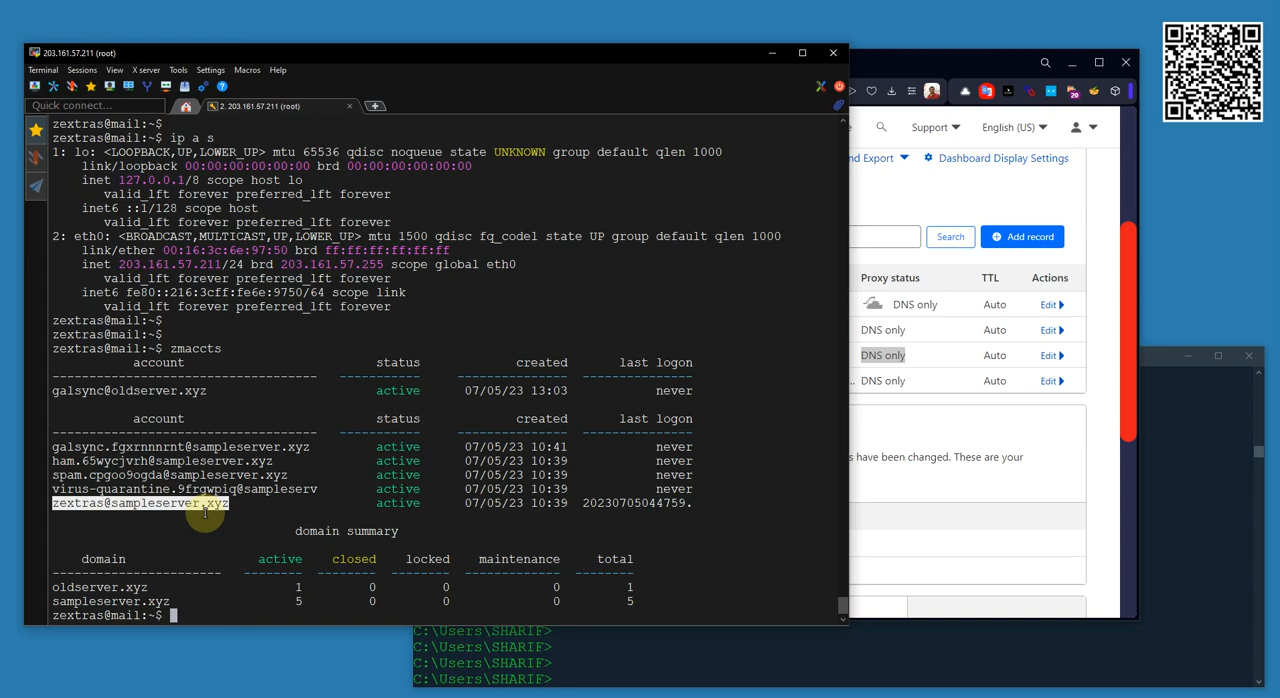 203.161.57.211 (root)
Terminal Sessions View X server Tools Settings Macros Help
Quick connect...
2. 203.161.57.211 (root)
zextras@mail:~$
zextras@mail:~$ ip a s
1: lo: <LOOPBACK,UP,LOWER_UP> mtu 65536 qdisc noqueue state UNKNOWN group default qlen 1000
link/loopback 00:00:00:00:00:00 brd 00:00:00:00:00:00
inet 127.0.0.1/8 scope host lo
valid_lft forever preferred_lft forever
inet6 ::1/128 scope host
valid_lft forever preferred_lft forever
2: eth0: <BROADCAST,MULTICAST,UP,LOWER_UP> mtu 1500 qdisc fq_codel state UP group default qlen 1000
link/ether 00:16:3c:6e:97:50 brd ff:ff:ff:ff:ff:ff
inet 203.161.57.211/24 brd 203.161.57.255 scope global eth0
valid_lft forever preferred_lft forever
inet6 fe80::216:3cff:fe6e:9750/64 scope link
valid_lft forever preferred_lft forever
zextras@mail:~$
zextras@mail:~$
zextras@mail:~$ zmaccts
account status created last logon
--------------------------------- ----------- --------------- ---------------
galsync@oldserver.xyz active 07/05/23 13:03 never
account status created last logon
--------------------------------- ----------- --------------- ---------------
galsync.fgxrnnnrnt@sampleserver.xyz active 07/05/23 10:41 never
ham.65wycjvrh@sampleserver.xyz active 07/05/23 10:39 never
spam.cpgoo9ogda@sampleserver.xyz active 07/05/23 10:39 never
virus-quarantine.9frgwpiq@sampleserv active 07/05/23 10:39 never
zextras@sampleserver.xyz active 07/05/23 10:39 20230705044759.
domain summary
domain active closed locked maintenance total
----------------------- -------- -------- -------- ------------ --------
oldserver.xyz 1 0 0 0 1
sampleserver.xyz 5 0 0 0 5
zextras@mail:~$
20
Support English (US)
nd Export Dashboard Display Settings
Search Add record
Proxy status TTL Actions
DNS only Auto Edit
DNS only Auto Edit
DNS only Auto Edit
... DNS only Auto Edit
s have been changed. These are your
C:\Users\SHARIF>
C:\Users\SHARIF>
C:\Users\SHARIF>
C:\Users\SHARIF>